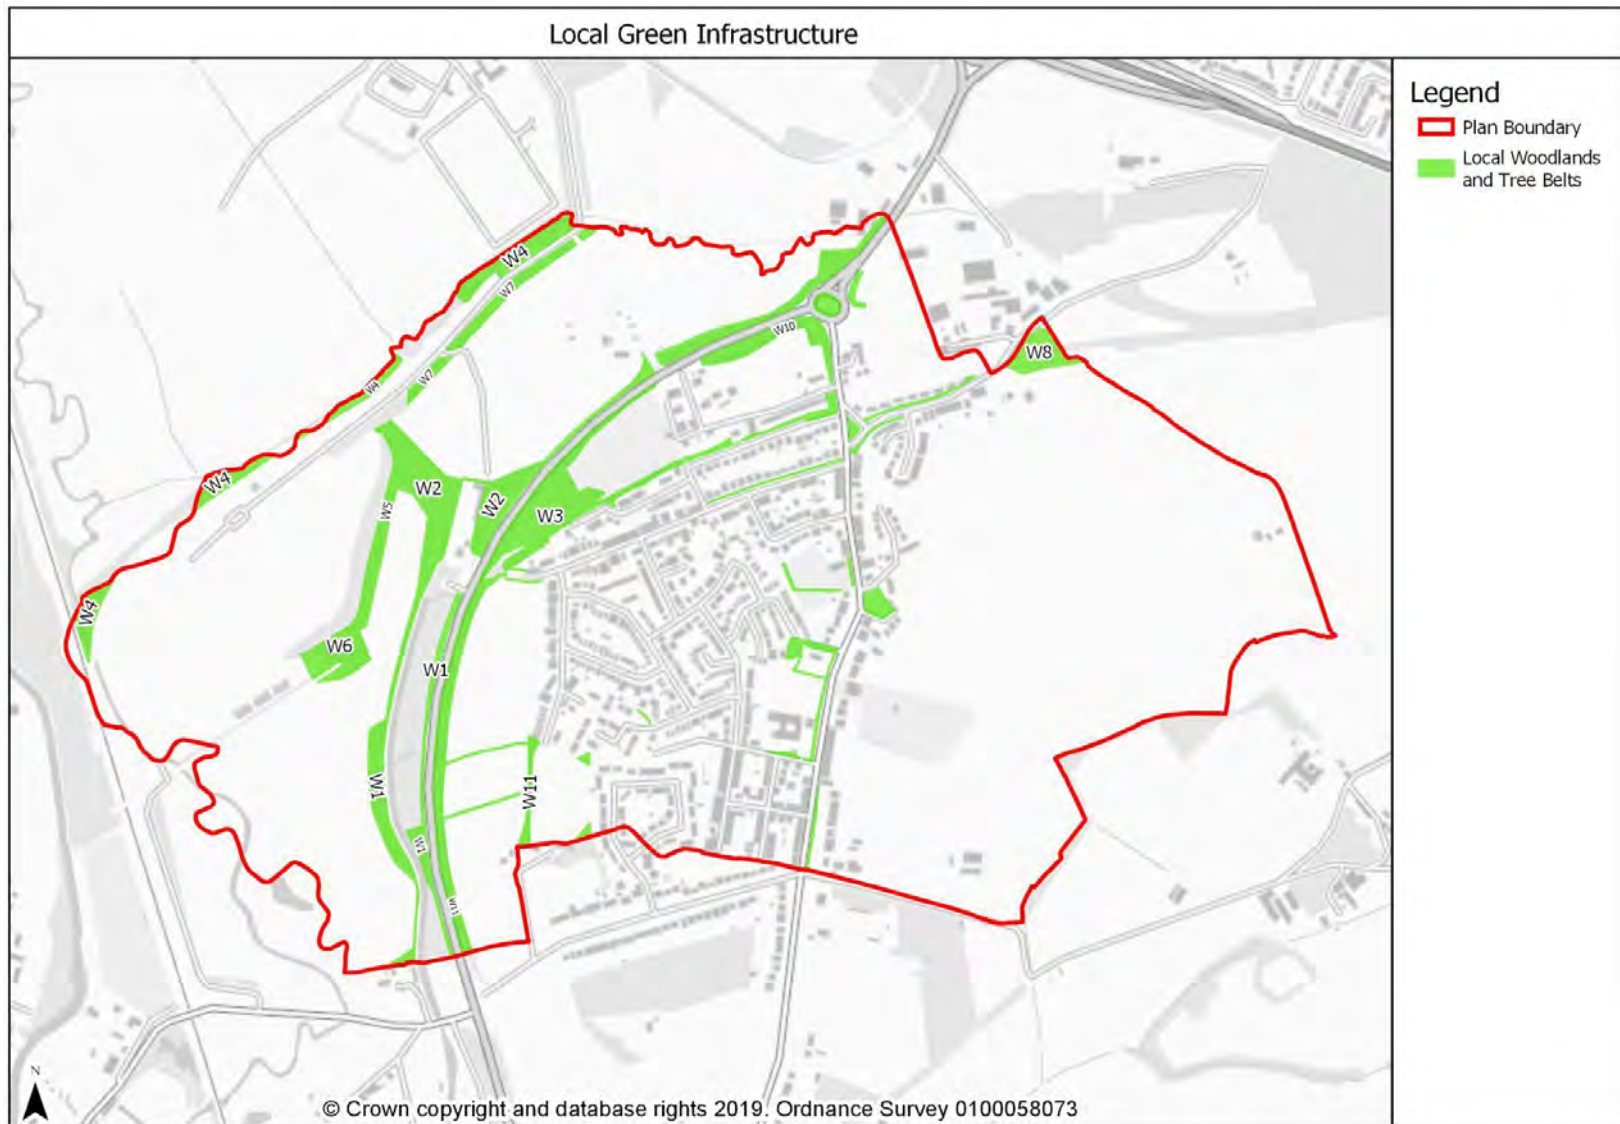 Local Green Infrastructure
Legend
Plan Boundary
Local Woodlands
and Tree Belts
W4
W7
W10
W8
W4
W7
W4
W2
W5
W2
W3
W4
W6
W1
W1
W11
W1
W11
N
© Crown copyright and database rights 2019. Ordnance Survey 0100058073